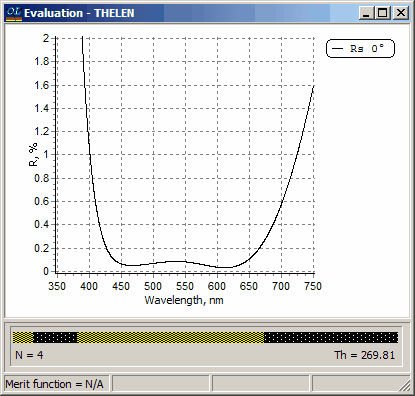 OL Evaluation - THELEN
Rs 0°
R, %
2
1.8
1.6
1.4
1.2
1
0.8
0.6
0.4
0.2
0
350 400 450 500 550 600 650 700 750
Wavelength, nm
N = 4 Th = 269.81
Merit function = N/A